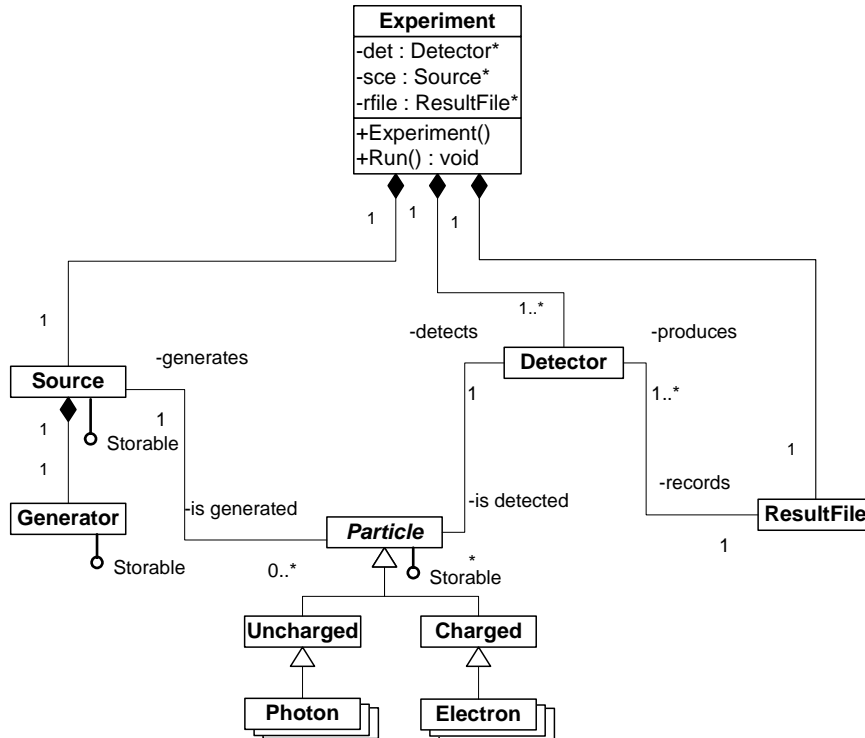 Experiment
-det : Detector*
-sce : Source*
-rfile : ResultFile*
+Experiment()
+Run() : void
1
1
1
1
1..*
-generates
-detects
-produces
Source
Detector
1
1
1..*
1
Storable
1
1
Generator
-is generated
-is detected
-records
ResultFile
Particle
1
Storable
0..*
*
Storable
Uncharged
Charged
Photon
Electron